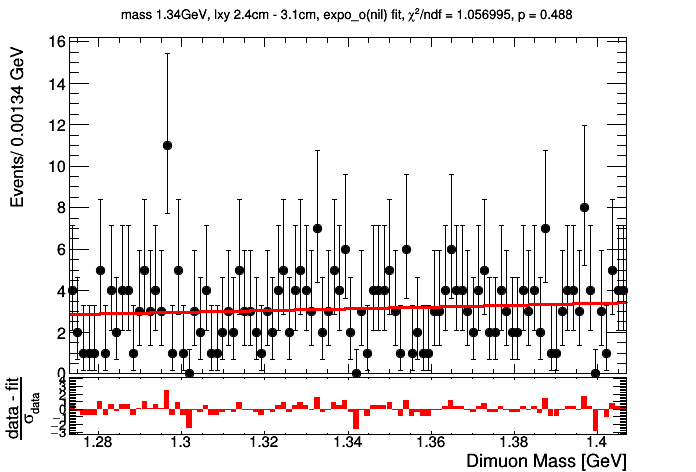 mass 1.34GeV, lxy 2.4cm - 3.1cm, expo_o(nil) fit, χ²/ndf = 1.056995, p = 0.488
Events/ 0.00134 GeV
16
14
12
10
8
6
4
2
0
data - fit
σdata
4
3
2
1
0
−1
−2
−3
1.28 1.3 1.32 1.34 1.36 1.38 1.4
Dimuon Mass [GeV]